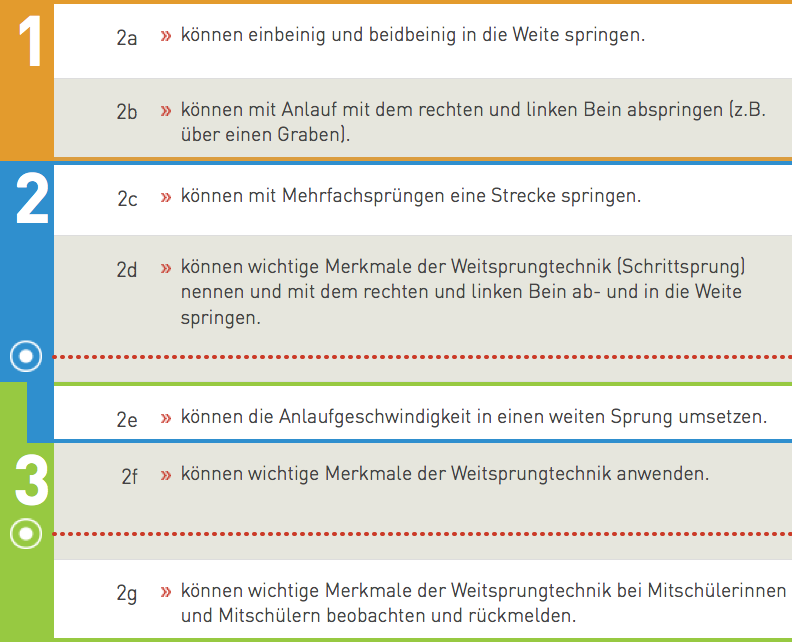 1
2a » können einbeinig und beidbeinig in die Weite springen.
2b » können mit Anlauf mit dem rechten und linken Bein abspringen (z.B.
über einen Graben).
2
2c » können mit Mehrfachsprüngen eine Strecke springen.
2d » können wichtige Merkmale der Weitsprungtechnik (Schrittsprung)
nennen und mit dem rechten und linken Bein ab- und in die Weite
springen.
2e » können die Anlaufgeschwindigkeit in einen weiten Sprung umsetzen.
3
2f » können wichtige Merkmale der Weitsprungtechnik anwenden.
2g » können wichtige Merkmale der Weitsprungtechnik bei Mitschülerinnen
und Mitschülern beobachten und rückmelden.